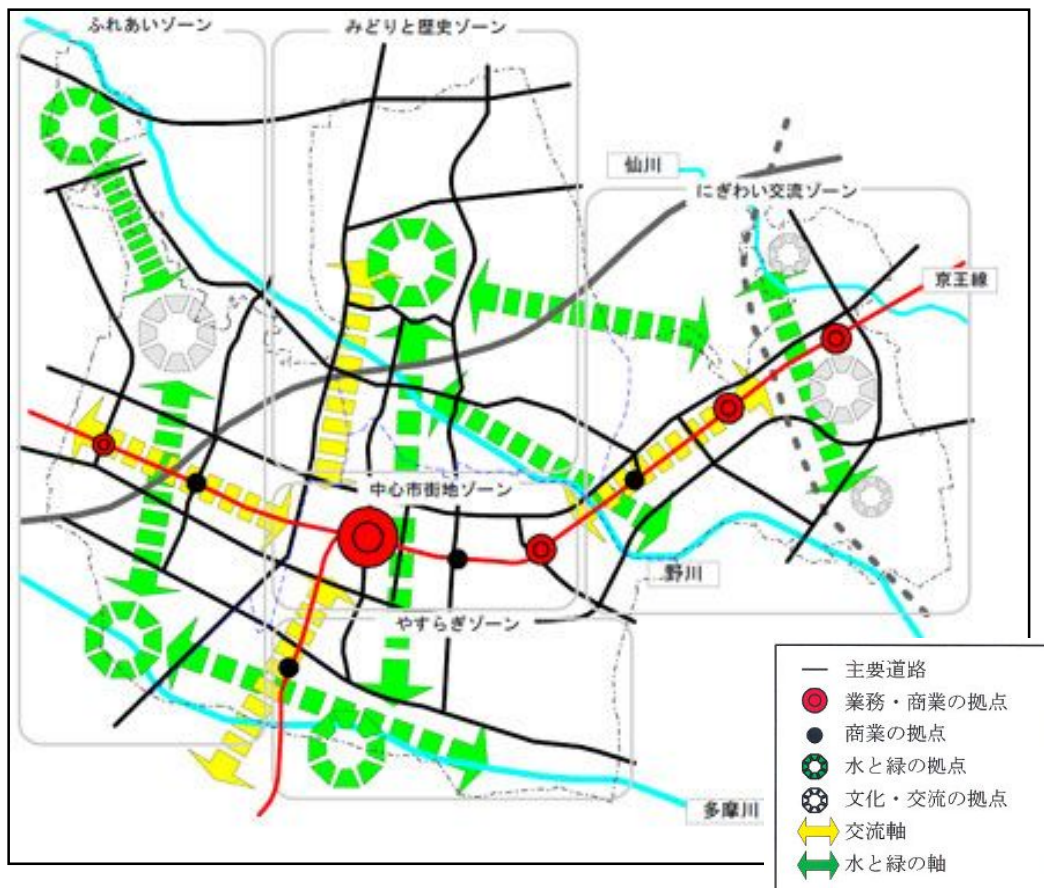 ふれあいゾーン
みどりと歴史ゾーン
仙川
にぎわい交流ゾーン
京王線
中心市街地ゾーン
野川
やすらぎゾーン
多摩川
主要道路
業務・商業の拠点
商業の拠点
水と緑の拠点
文化・交流の拠点
交流軸
水と緑の軸